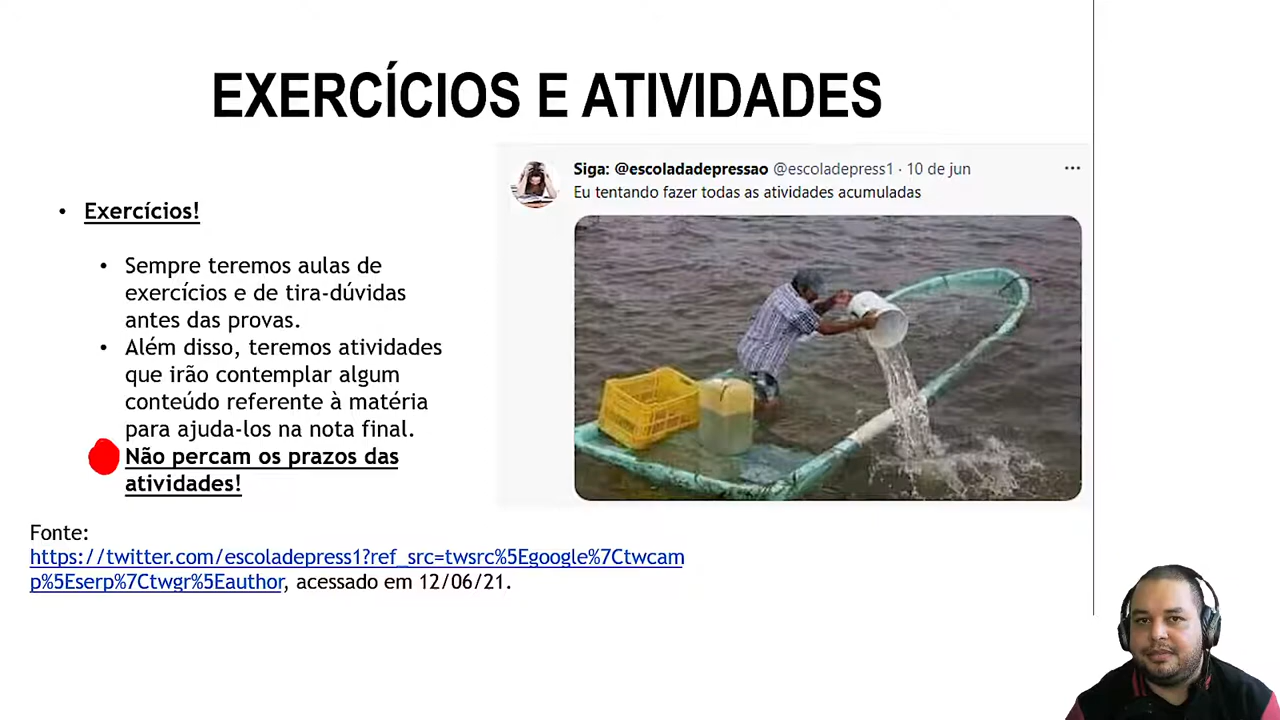 EXERCÍCIOS E ATIVIDADES
Siga: @escoladadepressao @escoladepress1 · 10 de jun
Eu tentando fazer todas as atividades acumuladas
• Exercícios!
• Sempre teremos aulas de
exercícios e de tira-dúvidas
antes das provas.
• Além disso, teremos atividades
que irão contemplar algum
conteúdo referente à matéria
para ajuda-los na nota final.
Não percam os prazos das
atividades!
Fonte:
https://twitter.com/escoladepress1?ref_src=twsrc%5Egoogle%7Ctwcam
p%5Eserp%7Ctwgr%5Eauthor, acessado em 12/06/21.